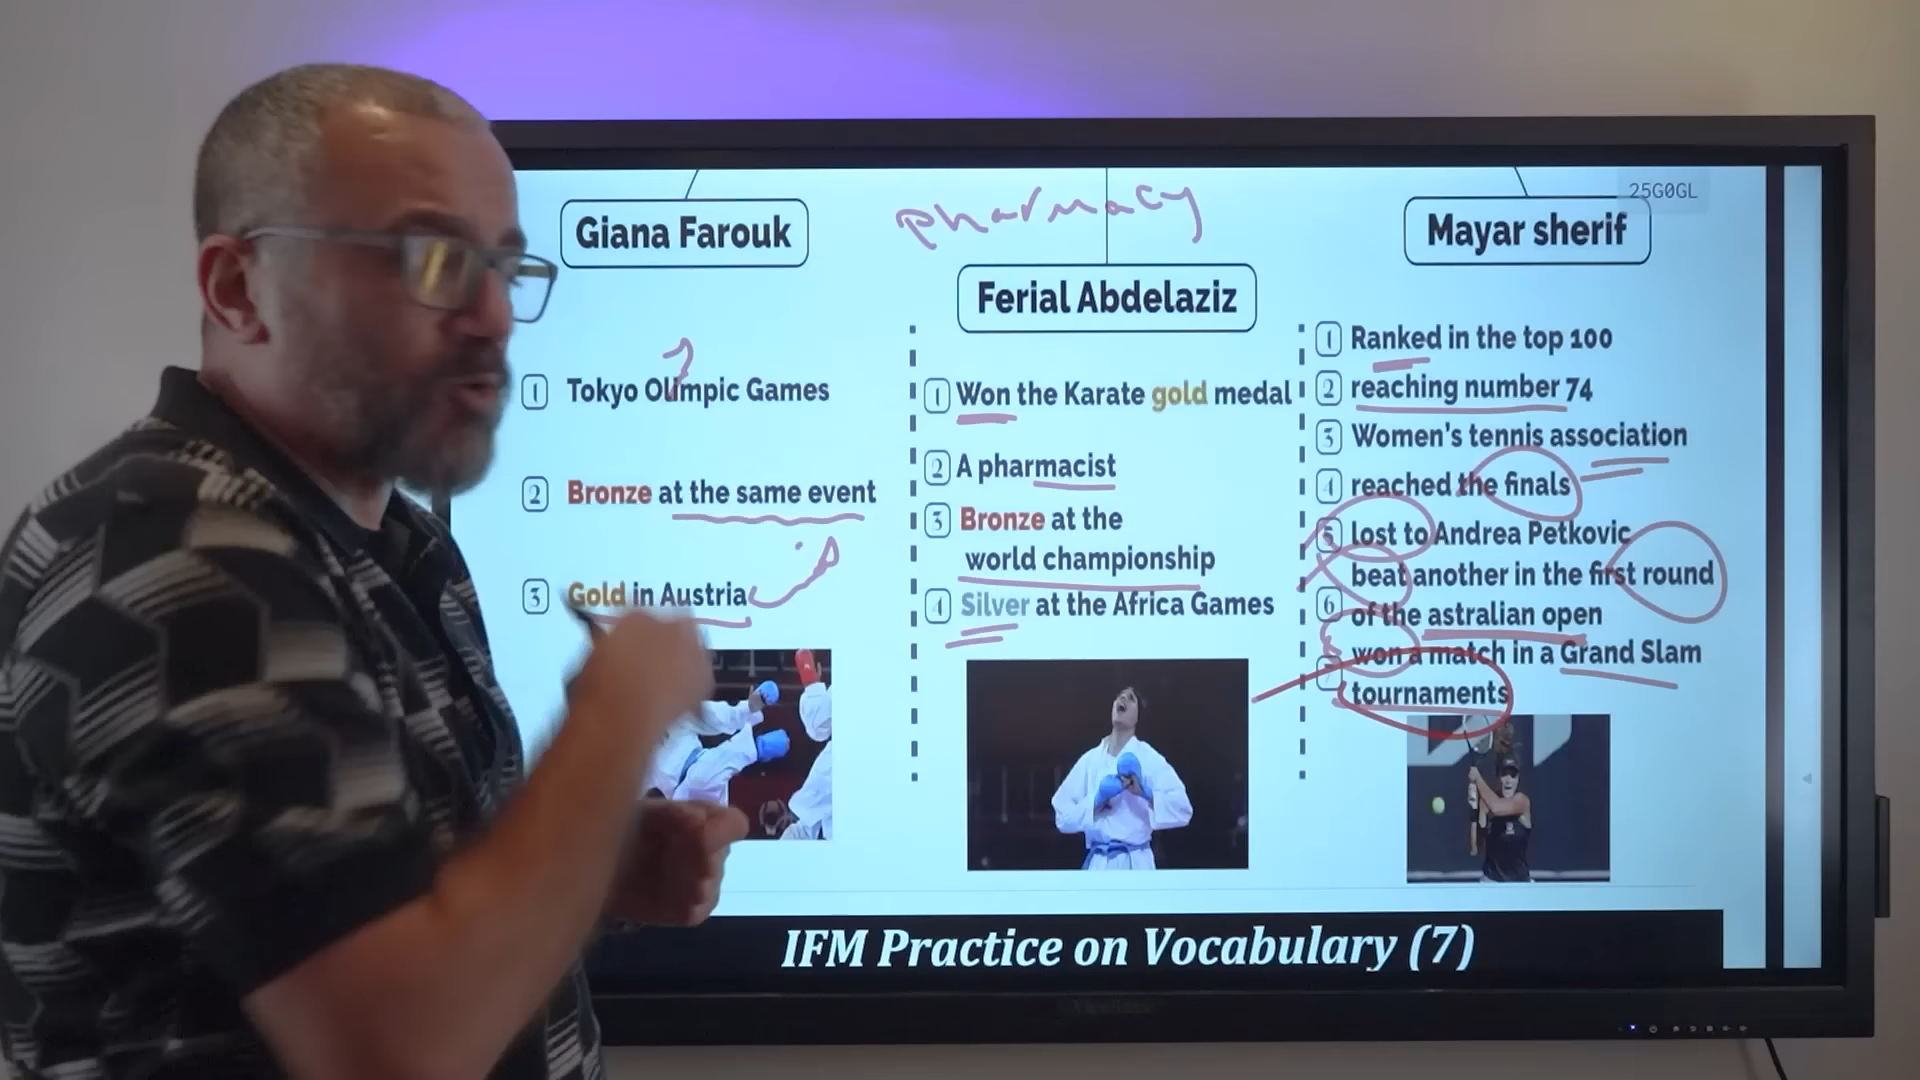 25G0GL
Giana Farouk
pharmacy
Mayar sherif
Ferial Abdelaziz
1 Tokyo Olimpic Games
y
2 Bronze at the same event
3 Gold in Austria
1 Won the Karate gold medal
2 A pharmacist
3 Bronze at the
world championship
4 Silver at the Africa Games
1 Ranked in the top 100
2 reaching number 74
3 Women's tennis association
4 reached the finals
5 lost to Andrea Petkovic
beat another in the first round
6 of the astralian open
won a match in a Grand Slam
7 tournaments
IFM Practice on Vocabulary (7)